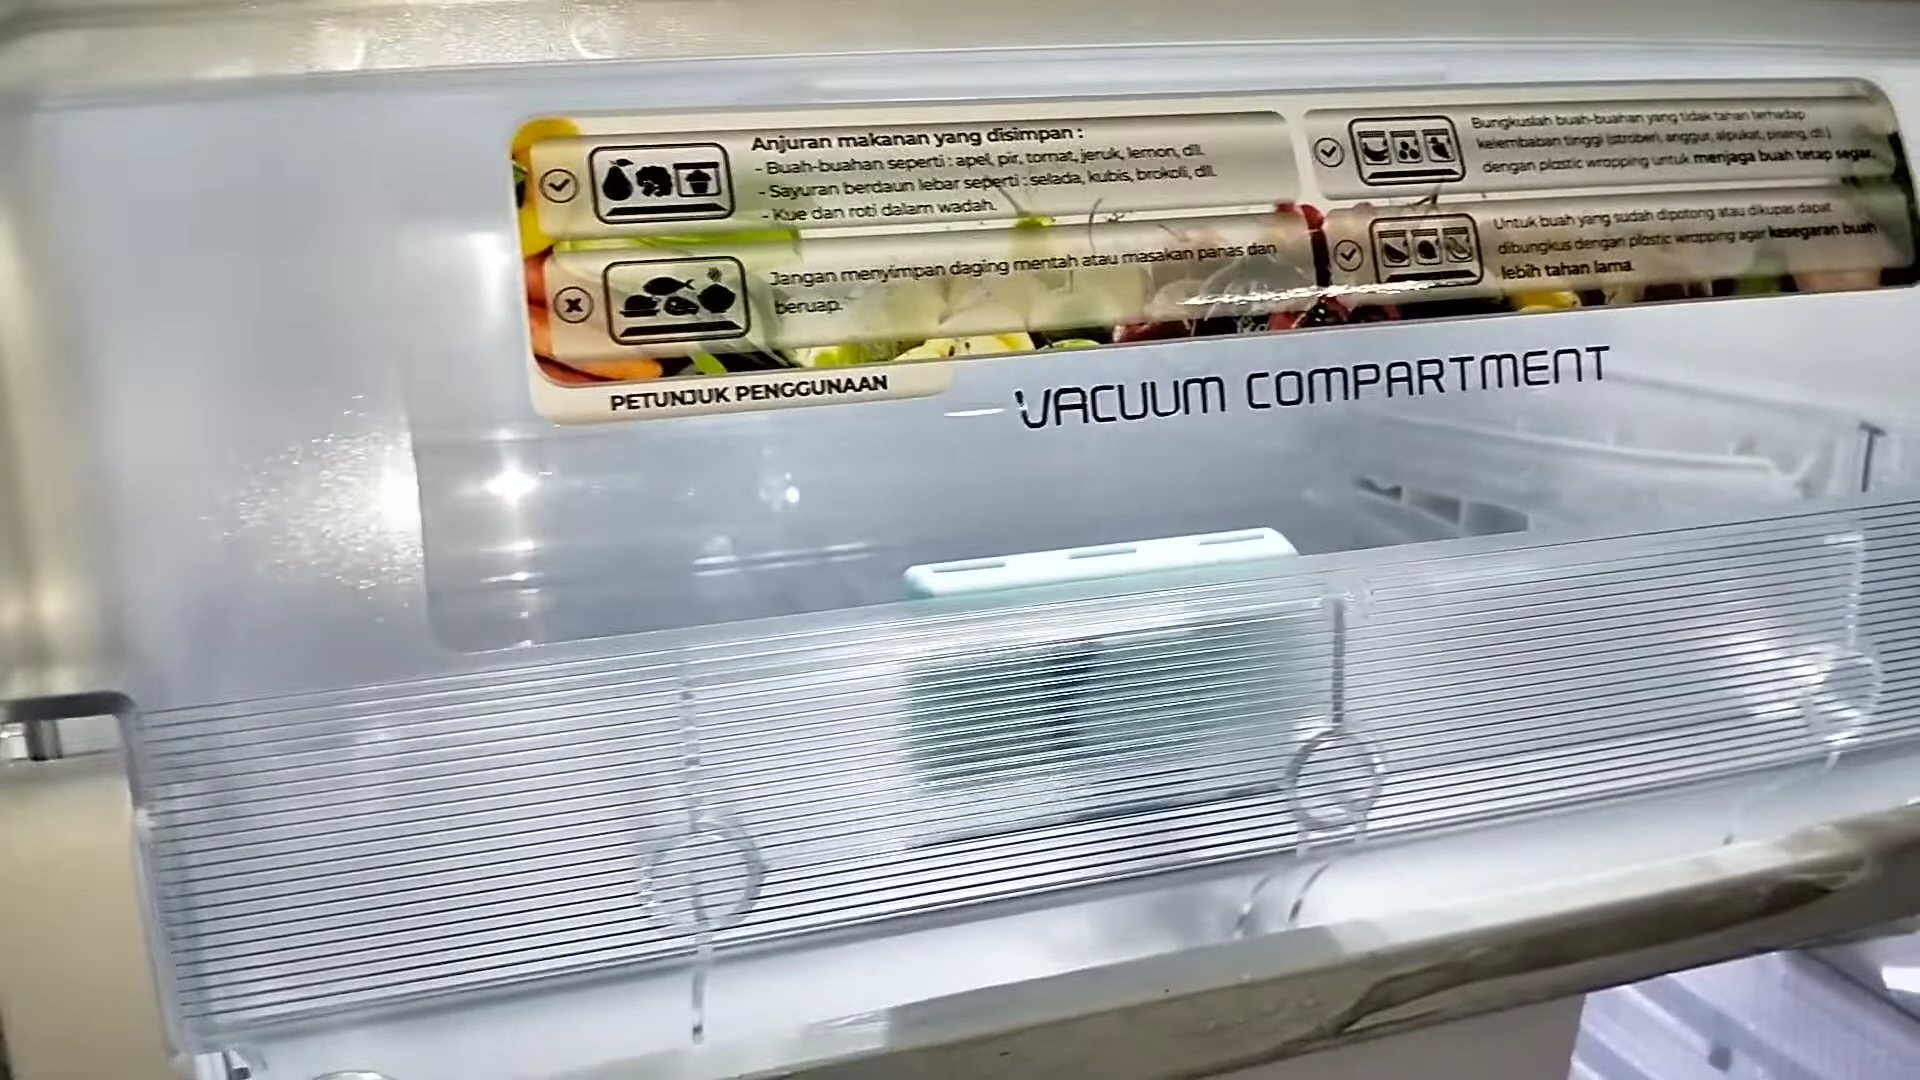 Anjuran makanan yang disimpan :
- Buah-buahan seperti : apel, pir, tomat, jeruk, lemon, dll.
- Sayuran berdaun lebar seperti : selada, kubis, brokoli, dll.
- Kue dan roti dalam wadah.
Jangan menyimpan daging mentah atau masakan panas dan
beruap.
Bungkuslah buah-buahan yang tidak tahan terhadap
kelembaban tinggi (stroberi, anggur, alpukat, pisang, dll.)
dengan plastic wrapping untuk menjaga buah tetap segar.
Untuk buah yang sudah dipotong atau dikupas dapat
dibungkus dengan plastic wrapping agar kesegaran buah
lebih tahan lama.
PETUNJUK PENGGUNAAN
VACUUM COMPARTMENT